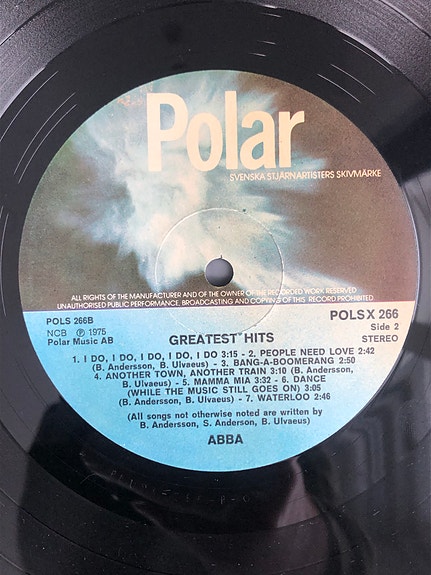 Polar
SVENSKA STJÄRNARTISTERS SKIVMÄRKE
ALL RIGHTS OF THE MANUFACTURER AND OF THE OWNER OF THE RECORDED WORK RESERVED
UNAUTHORISED PUBLIC PERFORMANCE, BROADCASTING AND COPYING OF THIS RECORD PROHIBITED
POLS 266B
POLSX 266
NCB Ⓟ 1975
Side 2
Polar Music AB
STEREO
GREATEST HITS
1. I DO, I DO, I DO, I DO, I DO 3:15 - 2. PEOPLE NEED LOVE 2:42
(B. Andersson, B. Ulvaeus) - 3. BANG-A-BOOMERANG 2:50
4. ANOTHER TOWN, ANOTHER TRAIN 3:10 (B. Andersson,
B. Ulvaeus) - 5. MAMMA MIA 3:32 - 6. DANCE
(WHILE THE MUSIC STILL GOES ON) 3:05
(B. Andersson, B. Ulvaeus) - 7. WATERLOO 2:46
(All songs not otherwise noted are written by
B. Andersson, S. Anderson, B. Ulvaeus)
ABBA